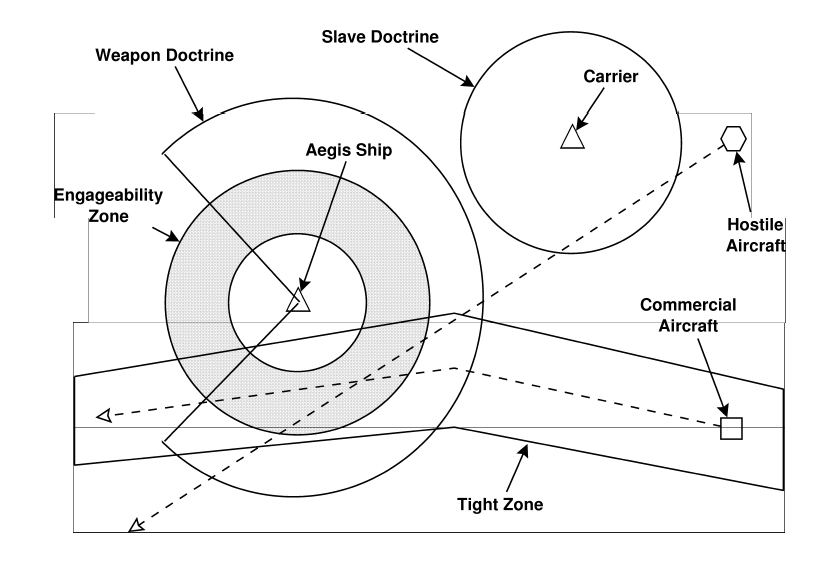 Slave Doctrine
Weapon Doctrine
Carrier
Aegis Ship
Engageability
Zone
Hostile
Aircraft
Commercial
Aircraft
Tight Zone